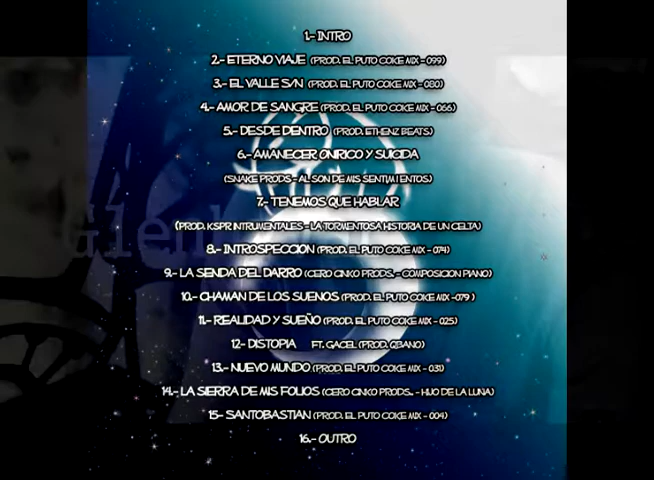 1.- INTRO
2.- ETERNO VIAJE (PROD. EL PUTO COKE MIX - 099)
3.- EL VALLE S/N (PROD. EL PUTO COKE MIX - 080)
4.- AMOR DE SANGRE (PROD. EL PUTO COKE MIX - 066)
5.- DESDE DENTRO (PROD. ETHENZ BEATS)
6.- AMANECER ONIRICO Y SUICIDA
(SNAKE PRODS - AL SON DE MIS SENTIMIENTOS)
7.- TENEMOS QUE HABLAR
(PROD. KSPR INTRUMENTALES - LA TORMENTOSA HISTORIA DE UN CELTA)
8.- INTROSPECCION (PROD. EL PUTO COKE MIX - 074)
9.- LA SENDA DEL DARRO (CERO CINKO PRODS. - COMPOSICION PIANO)
10.- CHAMAN DE LOS SUENOS (PROD. EL PUTO COKE MIX -079 )
11.- REALIDAD Y SUEÑO (PROD. EL PUTO COKE MIX - 025)
12- DISTOPIA FT. GACEL (PROD. QBANO)
13.- NUEVO MUNDO (PROD. EL PUTO COKE MIX - 031)
14.- LA SIERRA DE MIS FOLIOS (CERO CINKO PRODS.. - HIJO DE LA LUNA)
15- SANTOBASTIAN (PROD. EL PUTO COKE MIX - 004)
16.- OUTRO